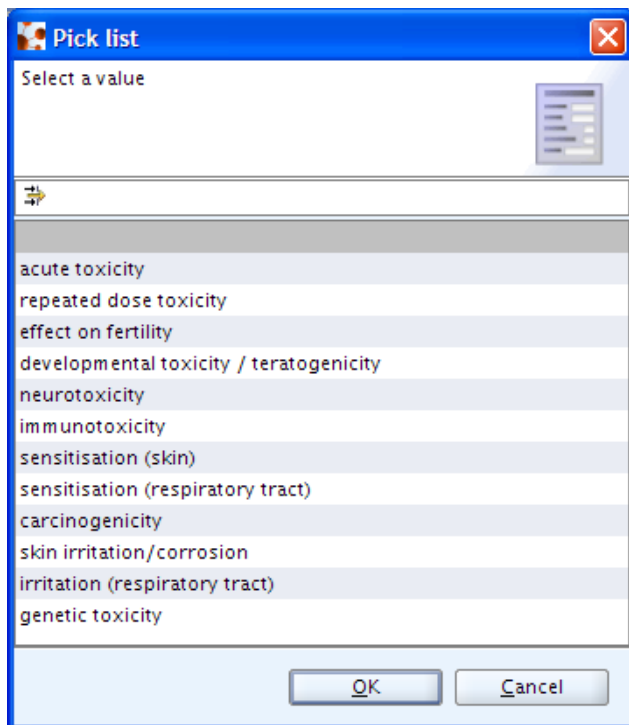 Pick list
Select a value
acute toxicity
repeated dose toxicity
effect on fertility
developmental toxicity / teratogenicity
neurotoxicity
immunotoxicity
sensitisation (skin)
sensitisation (respiratory tract)
carcinogenicity
skin irritation/corrosion
irritation (respiratory tract)
genetic toxicity
OK Cancel